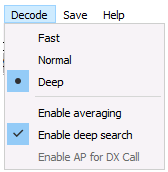 Decode Save Help
Fast
Normal
Deep
Enable averaging
Enable deep search
Enable AP for DX Call